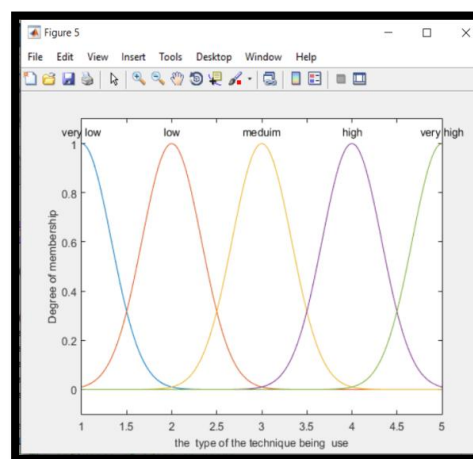 Figure 5
File Edit View Insert Tools Desktop Window Help
very low low meduim high very high
1
0.8
0.6
0.4
0.2
0
Degree of membership
1 1.5 2 2.5 3 3.5 4 4.5 5
the type of the technique being use